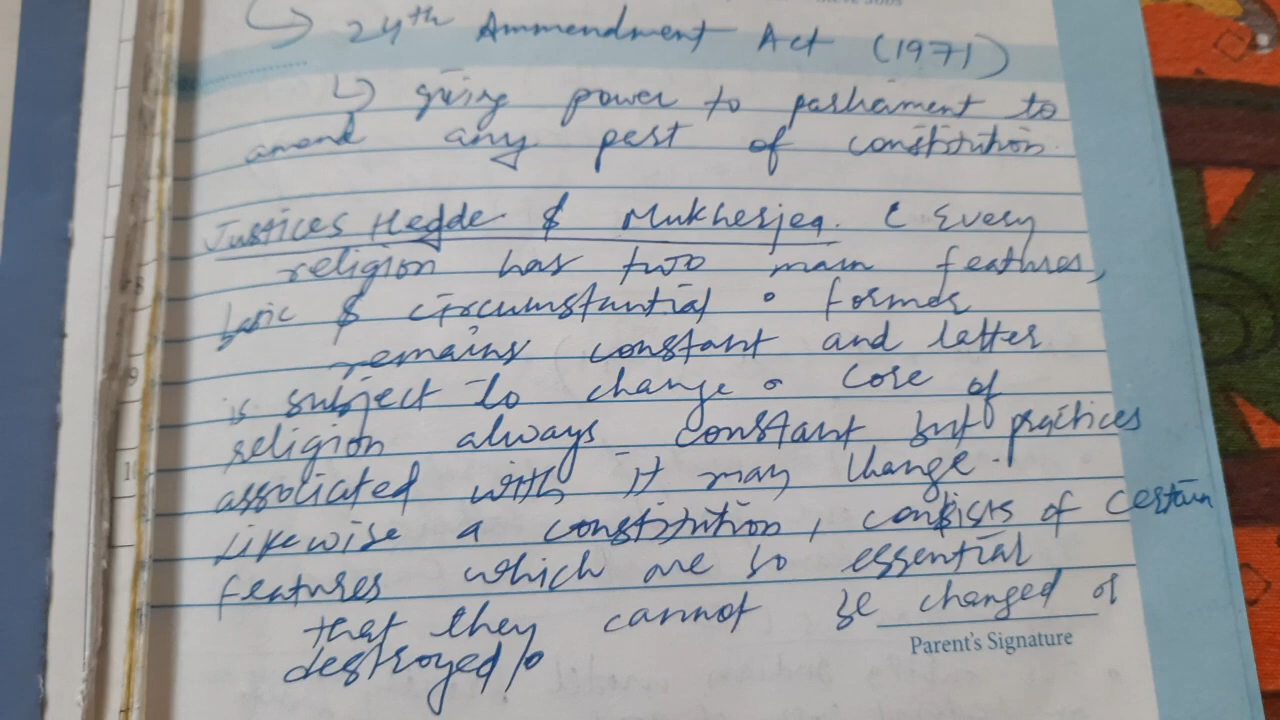 ↳ 24th Ammendment Act (1971)
↳ giving power to parliament to
amend any part of constitution.
Justices Hegde & Mukherjea. ( Every
religion has two main features,
basic & circumstantial. Former
remains constant and latter
is subject to change. Core of
religion always constant but practices
associated with it may change.
Likewise a constitution, consists of certain
features which are so essential
that they cannot be changed or
Parent's Signature
destroyed